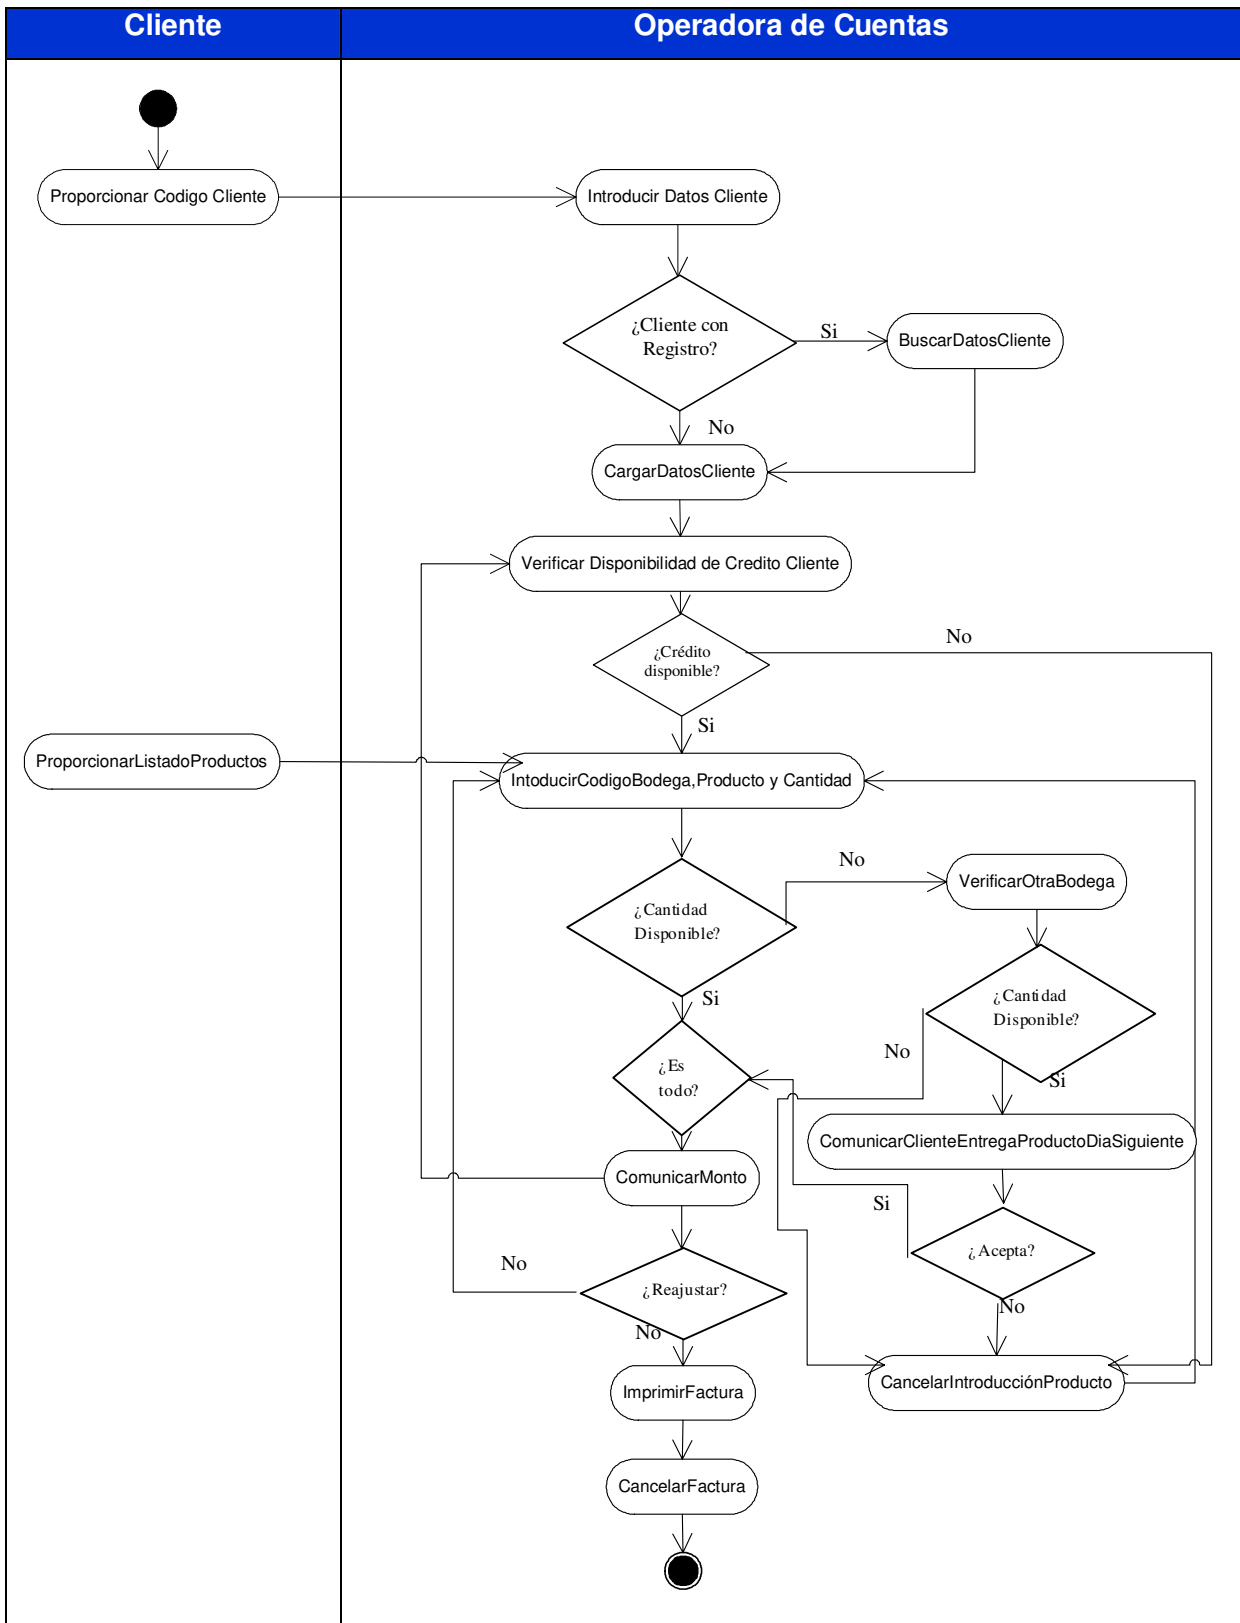 Cliente
Operadora de Cuentas
Proporcionar Codigo Cliente
Introducir Datos Cliente
¿Cliente con
Registro?
Si
BuscarDatosCliente
No
CargarDatosCliente
Verificar Disponibilidad de Credito Cliente
¿Crédito
disponible?
No
Si
ProporcionarListadoProductos
IntoducirCodigoBodega,Producto y Cantidad
No
VerificarOtraBodega
¿Cantidad
Disponible?
Si
¿Cantidad
Disponible?
No
¿Es
todo?
Si
ComunicarClienteEntregaProductoDiaSiguiente
ComunicarMonto
Si
¿Acepta?
No
¿Reajustar?
No
No
CancelarIntroducciónProducto
ImprimirFactura
CancelarFactura